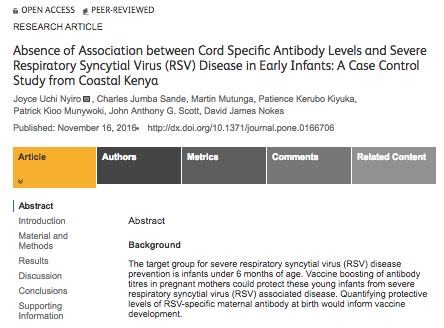 OPEN ACCESS PEER-REVIEWED
RESEARCH ARTICLE
Absence of Association between Cord Specific Antibody Levels and Severe
Respiratory Syncytial Virus (RSV) Disease in Early Infants: A Case Control
Study from Coastal Kenya
Joyce Uchi Nyiro, Charles Jumba Sande, Martin Mutunga, Patience Kerubo Kiyuka,
Patrick Kioo Munywoki, John Anthony G. Scott, David James Nokes
Published: November 16, 2016• http://dx.doi.org/10.1371/journal.pone.0166706
Article Authors Metrics Comments Related Content
Abstract
Introduction
Material and
Methods
Results
Discussion
Conclusions
Supporting
Information
Abstract
Background
The target group for severe respiratory syncytial virus (RSV) disease
prevention is infants under 6 months of age. Vaccine boosting of antibody
titres in pregnant mothers could protect these young infants from severe
respiratory syncytial virus (RSV) associated disease. Quantifying protective
levels of RSV-specific maternal antibody at birth would inform vaccine
development.